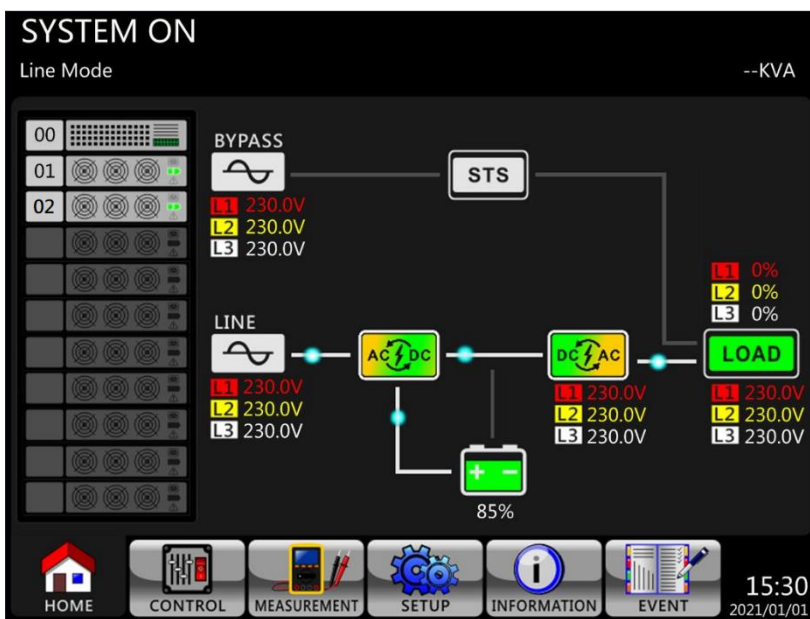 SYSTEM ON
Line Mode
--KVA
00
01
02
BYPASS
L1 230.0V
L2 230.0V
L3 230.0V
STS
L1 0%
L2 0%
L3 0%
LINE
L1 230.0V
L2 230.0V
L3 230.0V
AC DC
DC AC
L1 230.0V
L2 230.0V
L3 230.0V
LOAD
L1 230.0V
L2 230.0V
L3 230.0V
+ -
85%
HOME
CONTROL
MEASUREMENT
SETUP
INFORMATION
EVENT
15:30
2021/01/01